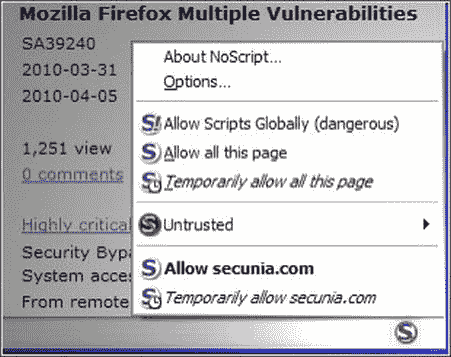 Mozilla Firefox Multiple Vulnerabilities
SA39240
2010-03-31
2010-04-05
1,251 view
0 comments
Highly critical
Security Bypa
System acces
From remote
About NoScript...
Options...
Allow Scripts Globally (dangerous)
Allow all this page
Temporarily allow all this page
Untrusted
Allow secunia.com
Temporarily allow secunia.com